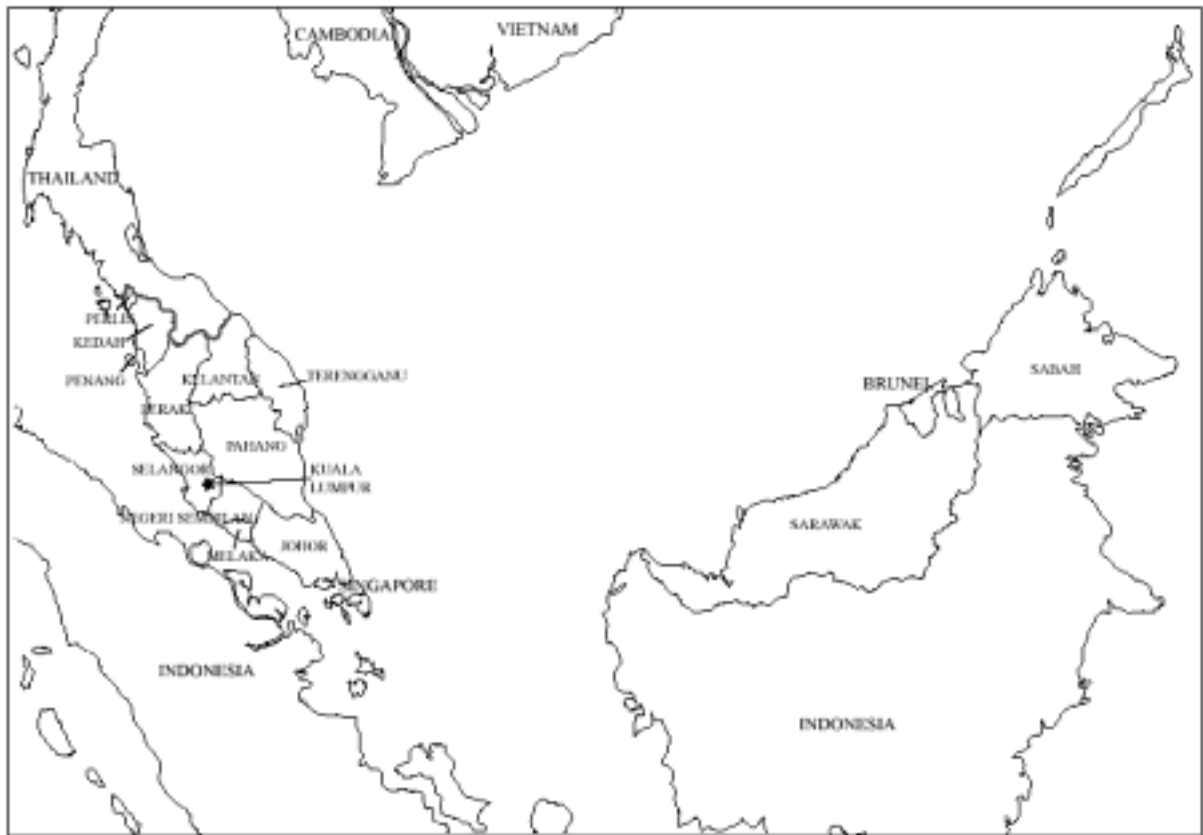 CAMBODIA
VIETNAM
THAILAND
PERLIS
KEDAH
PENANG
KELANTAN
TERENGGANU
PERAK
BRUNEI
SABAH
PAHANG
SELANGOR
KUALA
LUMPUR
NEGERI SEMBILAN
MELAKA
JOHOR
SARAWAK
SINGAPORE
INDONESIA
INDONESIA